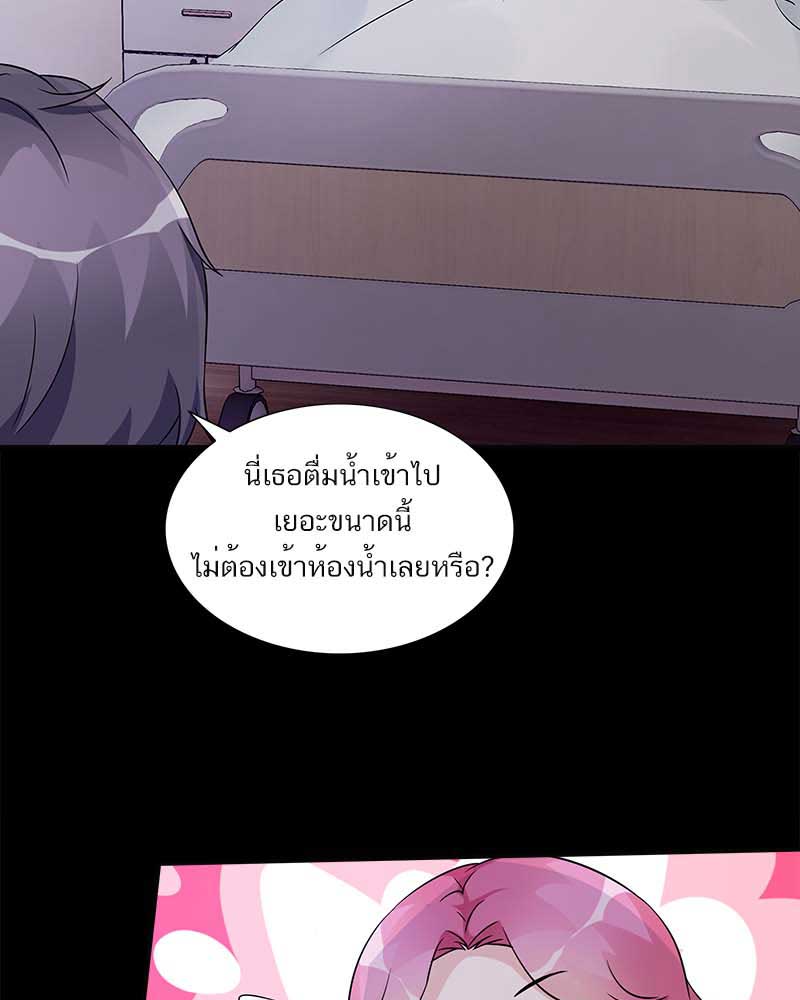 นี่เธอตื่มน้ำเข้าไป
เยอะขนาดนี้
ไม่ต้องเข้าห้องน้ำเลยหรือ?